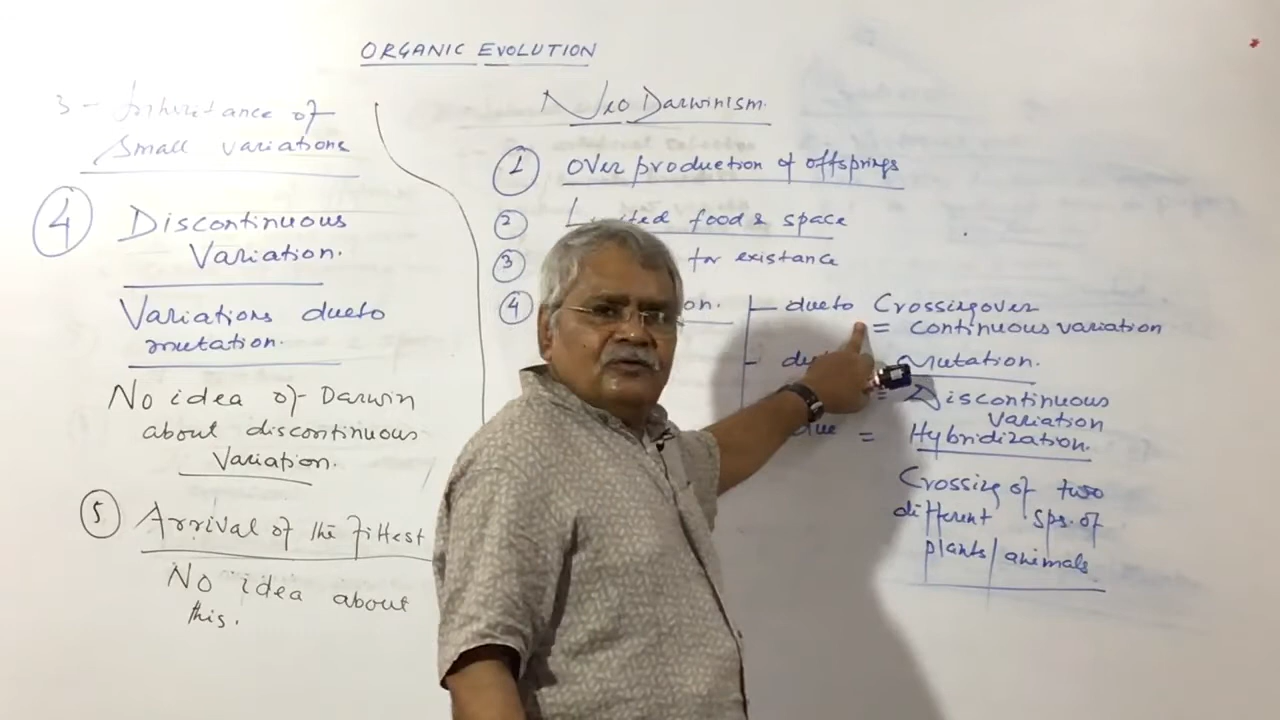 ORGANIC EVOLUTION
3 - Inheritance of
Small variations
4 Discontinuous
Variation.
Variations dueto
mutation.
No idea of Darwin
about discontinuous
Variation.
5 Arrival of the Fittest
No idea about
this.
Neo Darwinism.
1 Over production of offsprings
2 Limited food & space
3 for existance
4 on.
dueto Crossingover
= continuous variation
Mutation.
= Discontinuous
Variation
due = Hybridization.
Crossing of two
different Sps. of
plants/animals.